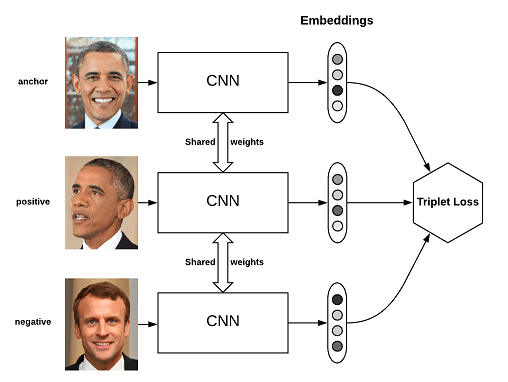 Embeddings
anchor
CNN
Shared weights
positive
CNN
Triplet Loss
Shared weights
negative
CNN